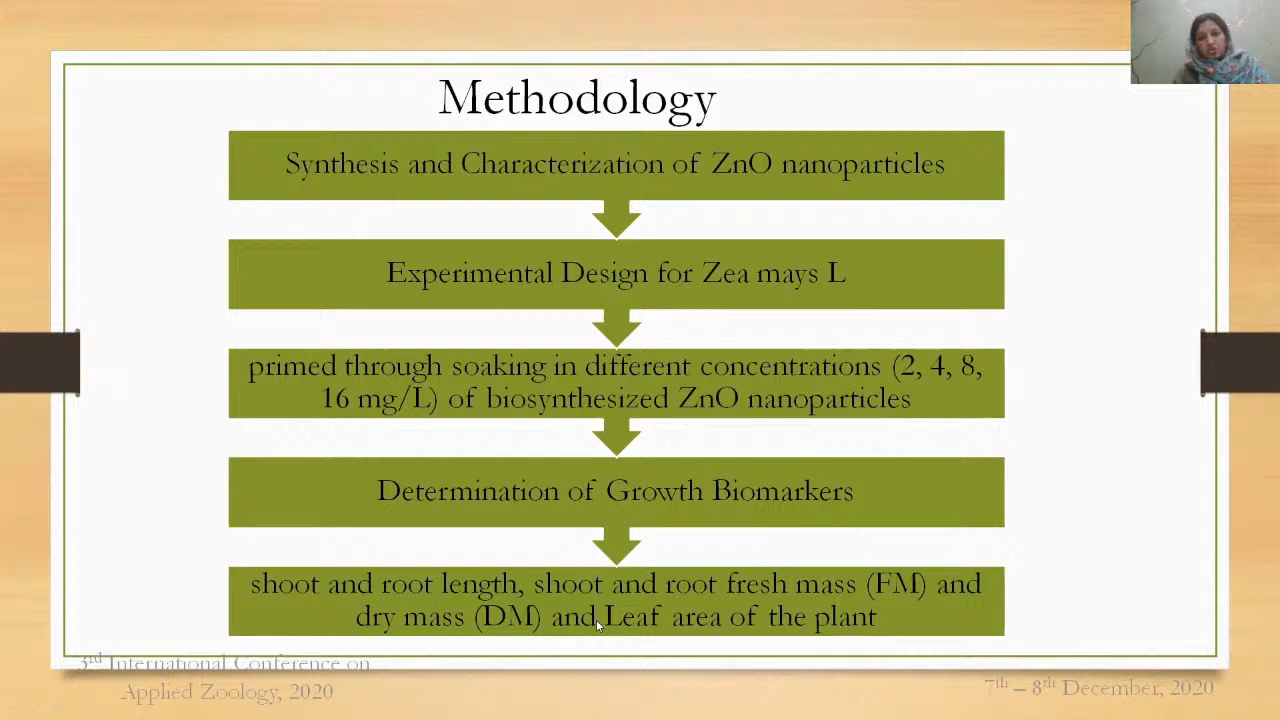 Methodology
Synthesis and Characterization of ZnO nanoparticles
Experimental Design for Zea mays L
primed through soaking in different concentrations (2, 4, 8,
16 mg/L) of biosynthesized ZnO nanoparticles
Determination of Growth Biomarkers
shoot and root length, shoot and root fresh mass (FM) and
dry mass (DM) and Leaf area of the plant
3rd International Conference on
Applied Zoology, 2020
7th – 8th December, 2020